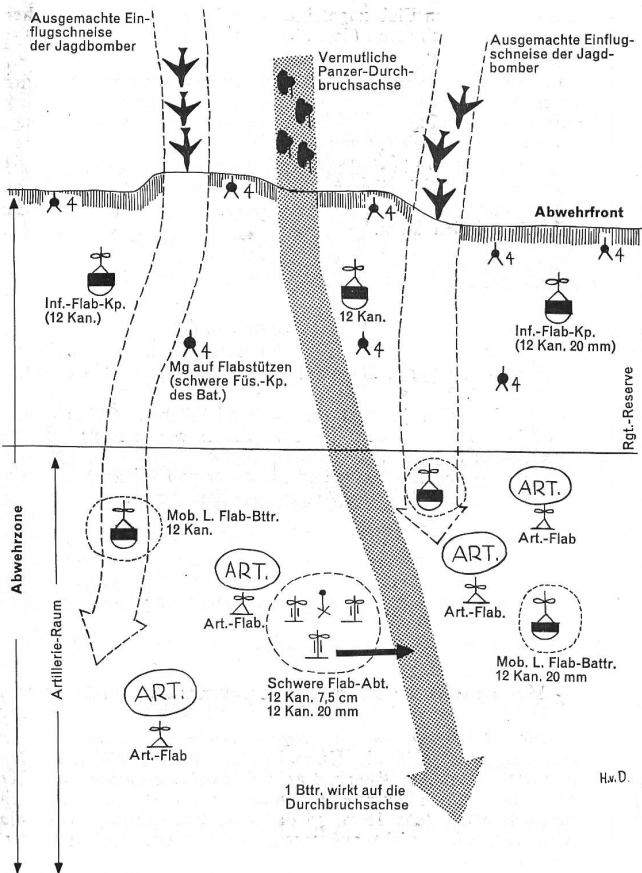 Ausgemachte Ein-
flugschneise
der Jagdbomber
Vermutliche
Panzer-Durch-
bruchsachse
Ausgemachte Einflug-
schneise der Jagd-
bomber
4
4
4
Abwehrfront
4
4
Inf.-Flab-Kp.
(12 Kan.)
12 Kan.
Inf.-Flab-Kp.
(12 Kan. 20 mm)
4
Mg auf Flabstützen
(schwere Füs.-Kp.
des Bat.)
4
4
Rgt.-Reserve
Abwehrzone
Artillerie-Raum
Mob. L. Flab-Bttr.
12 Kan.
ART.
Art.-Flab
ART.
Art.-Flab.
ART.
Art.-Flab.
Mob. L. Flab-Battr.
12 Kan. 20 mm
Schwere Flab-Abt.
12 Kan. 7,5 cm
12 Kan. 20 mm
ART.
Art.-Flab
1 Bttr. wirkt auf die
Durchbruchsachse
H.v.D.